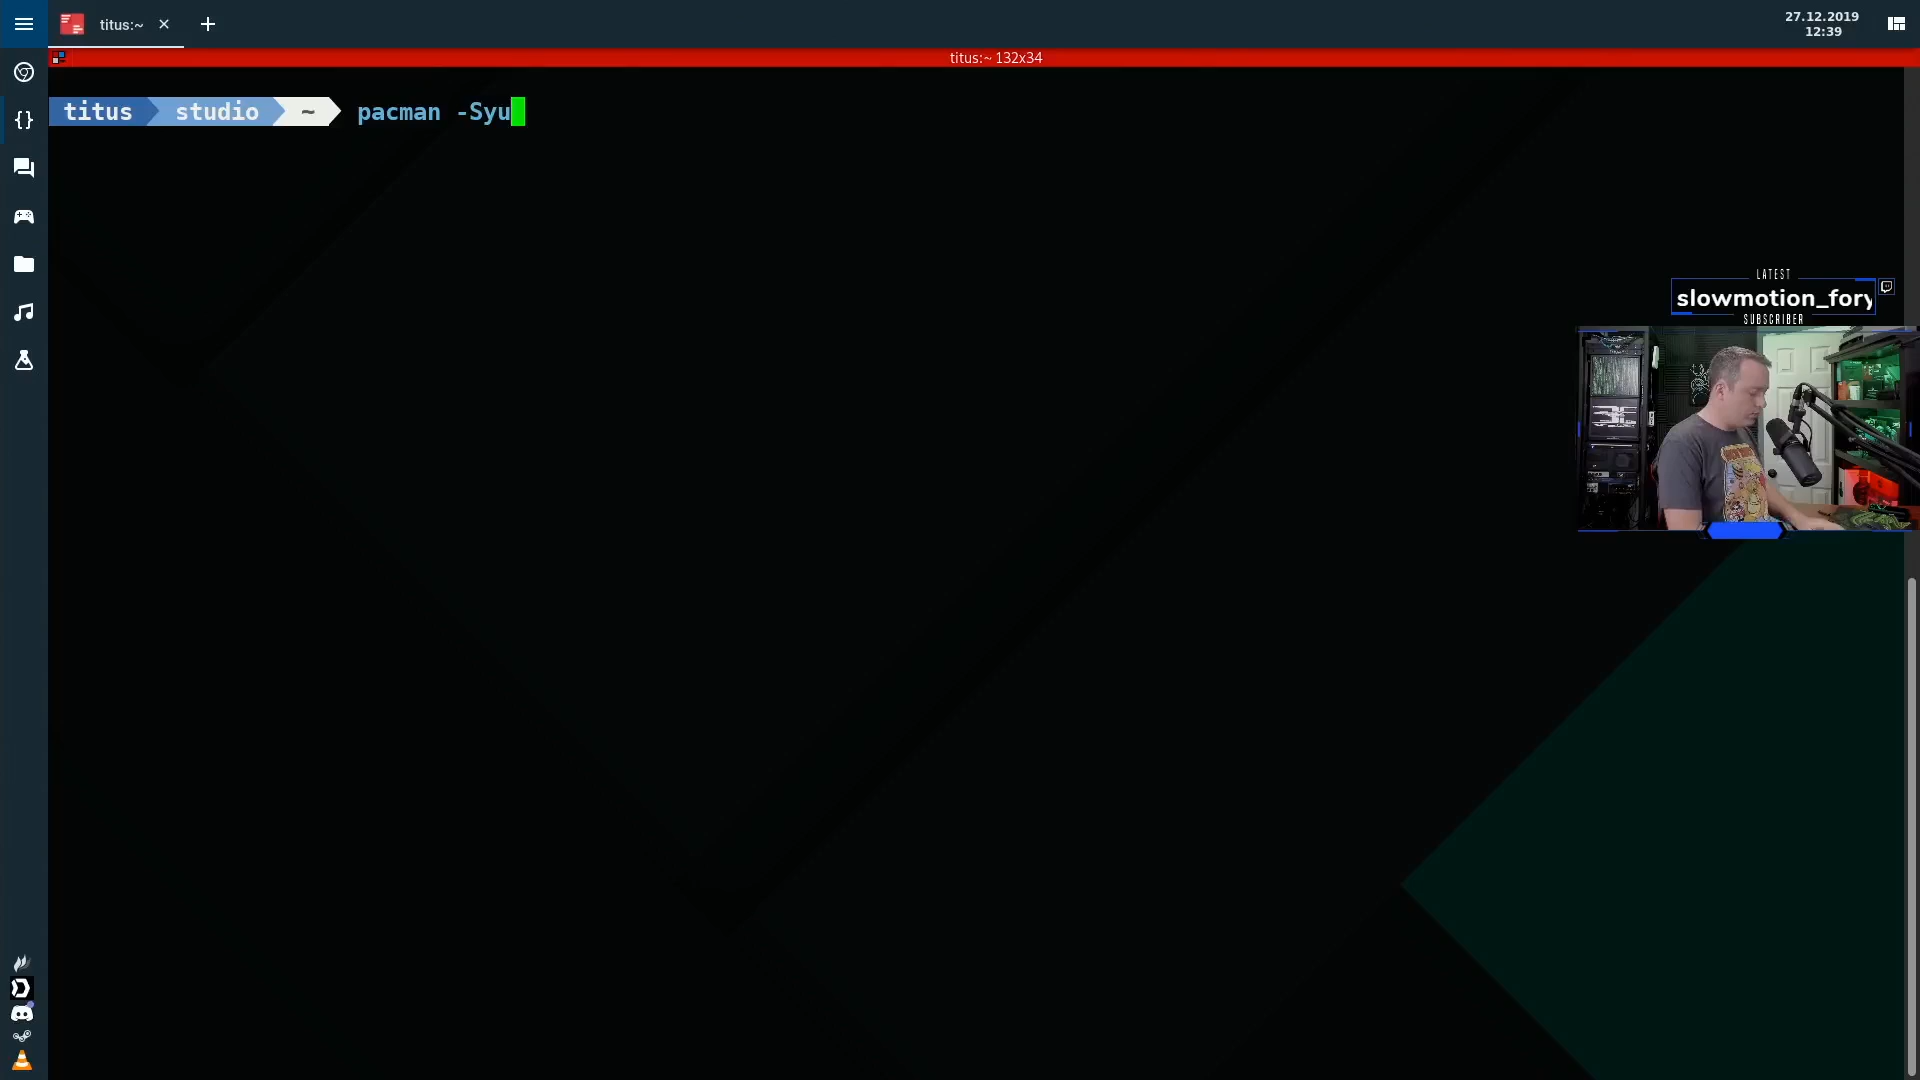 titus:~
27.12.2019
12:39
titus:~ 132x34
titus studio ~ pacman -Syu
LATEST
slowmotion_fory
SUBSCRIBER